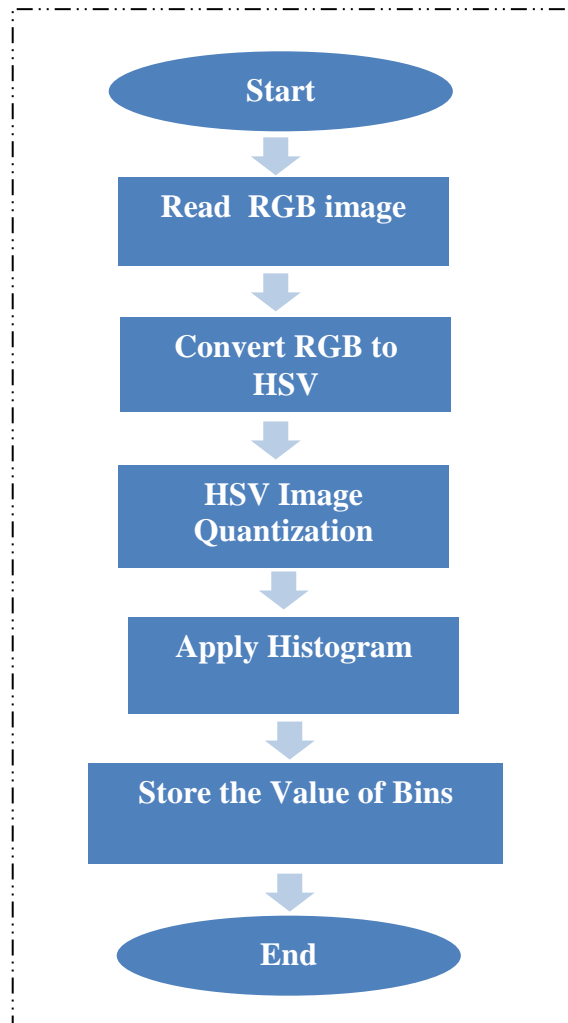 Start
Read  RGB image
Convert RGB to
HSV
HSV Image
Quantization
Apply Histogram
Store the Value of Bins
End